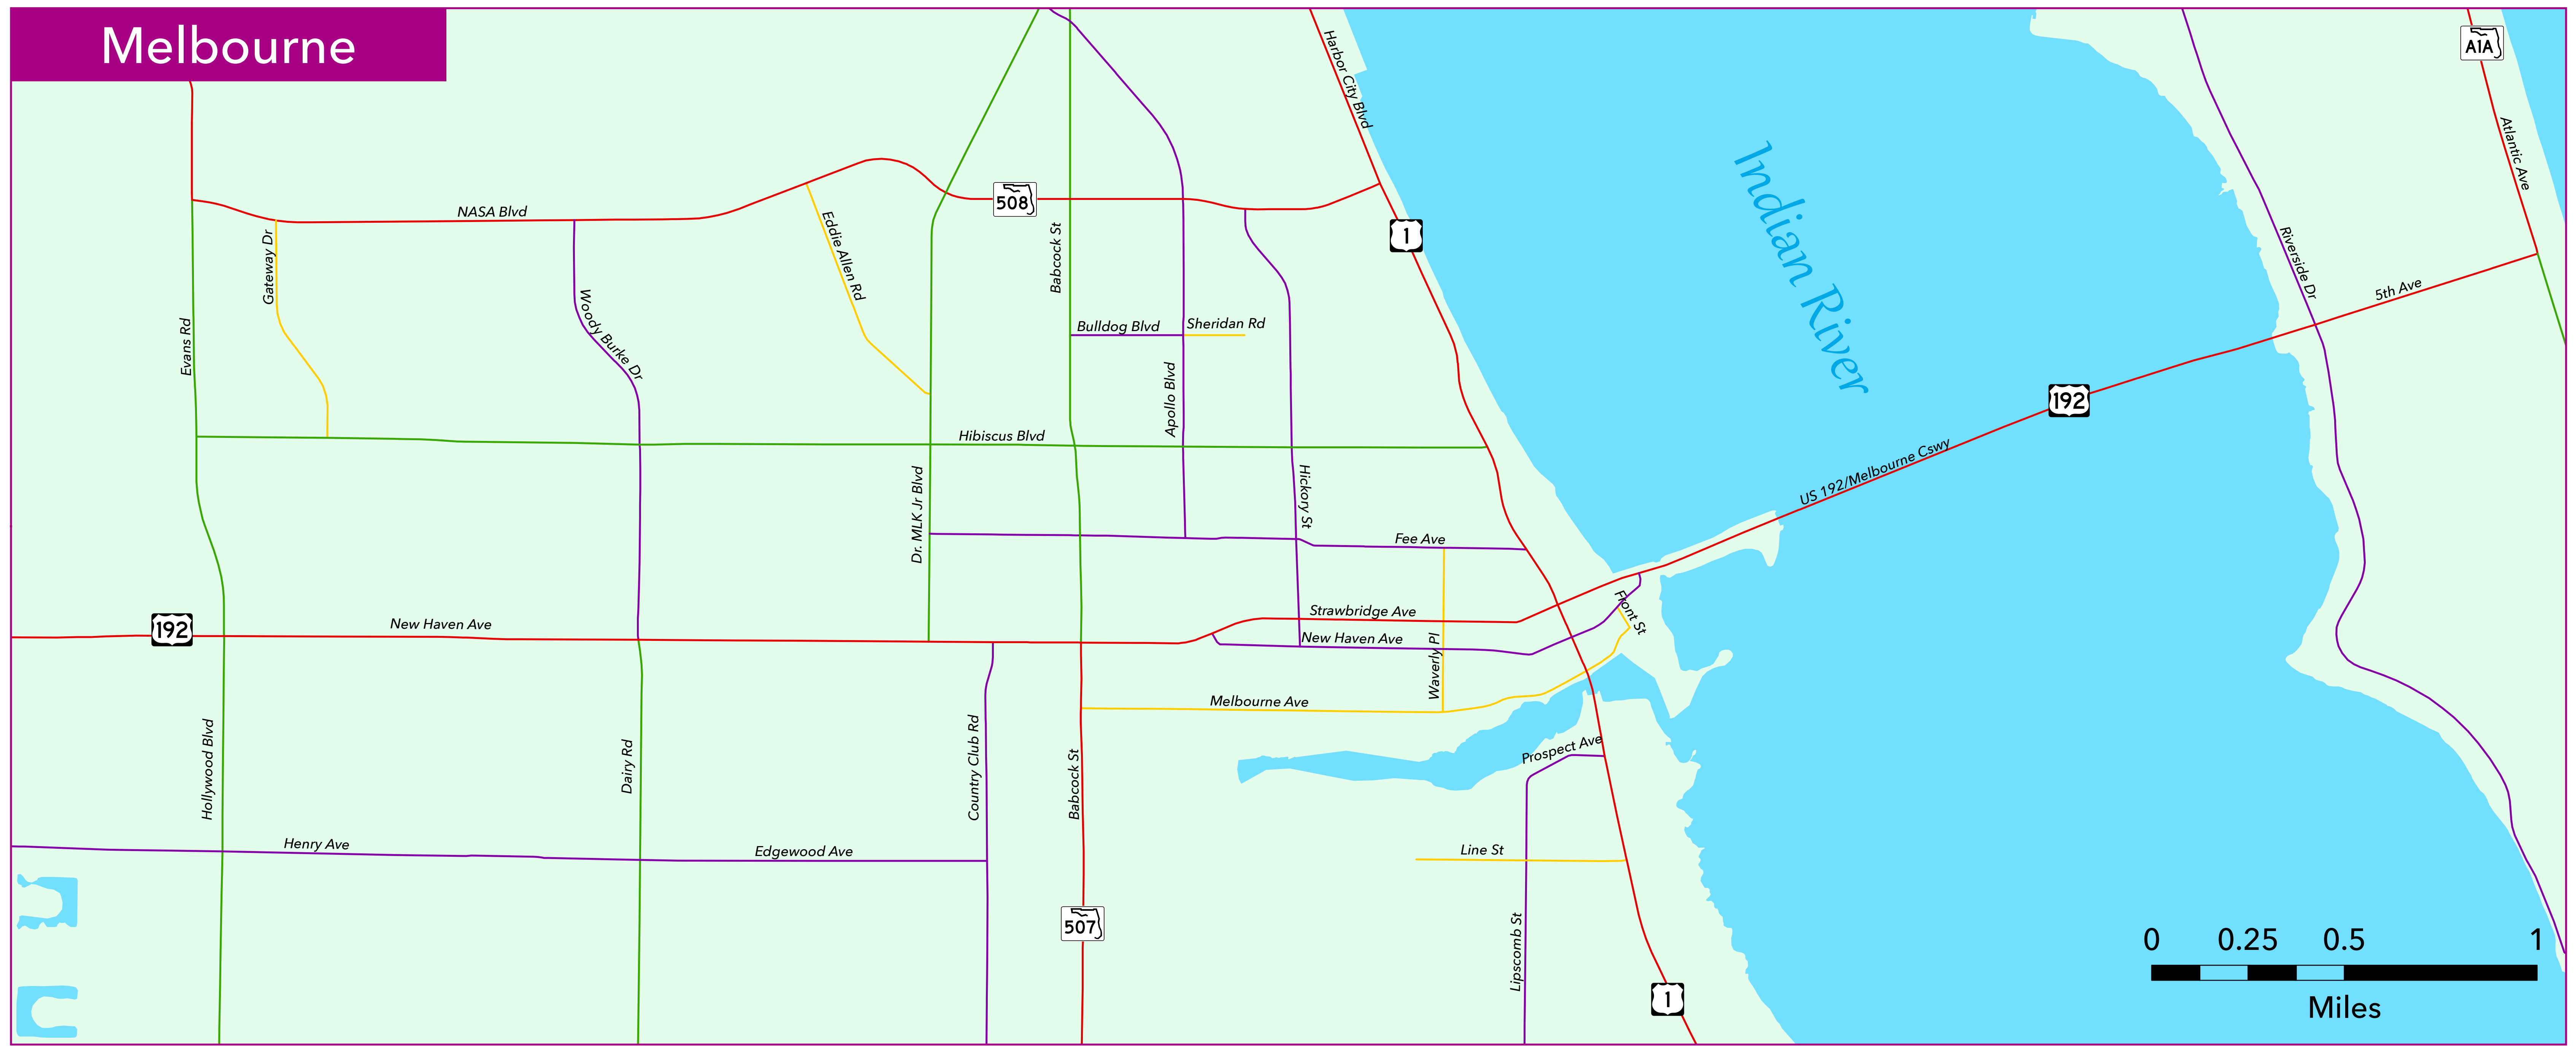 Melbourne
Harbor City Blvd
A1A
Atlantic Ave
Indian River
NASA Blvd
508
1
Gateway Dr
Eddie Allen Rd
Babcock St
Riverside Dr
5th Ave
Evans Rd
Woody Burke Dr
Bulldog Blvd
Sheridan Rd
Apollo Blvd
192
Hibiscus Blvd
US 192/Melbourne Cswy
Dr. MLK Jr Blvd
Hickory St
Fee Ave
192
New Haven Ave
Strawbridge Ave
Front St
New Haven Ave
Waverly Pl
Melbourne Ave
Hollywood Blvd
Dairy Rd
Country Club Rd
Babcock St
Prospect Ave
Henry Ave
Edgewood Ave
Line St
507
Lipscomb St
1
0 0.25 0.5 1
Miles